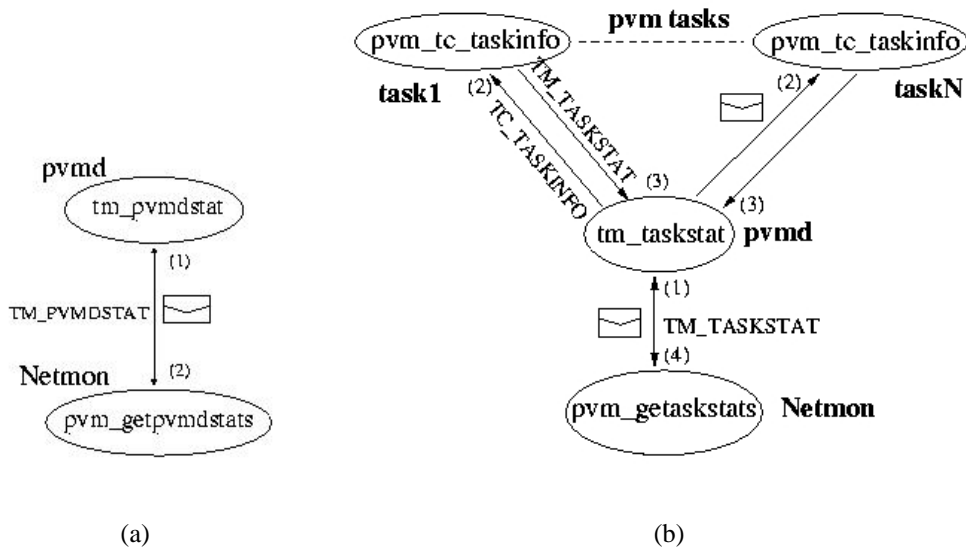 pvmd
tm_pvmdstat
(1)
TM_PVMDSTAT
Netmon
(2)
pvm_getpvmdstats
(a)
pvm tasks
pvm_tc_taskinfo
pvm_tc_taskinfo
task1
(2)
TM_TASKSTAT
TC_TASKINFO
(2)
taskN
(3)
(3)
tm_taskstat
pvmd
(1)
TM_TASKSTAT
(4)
pvm_getaskstats
Netmon
(b)